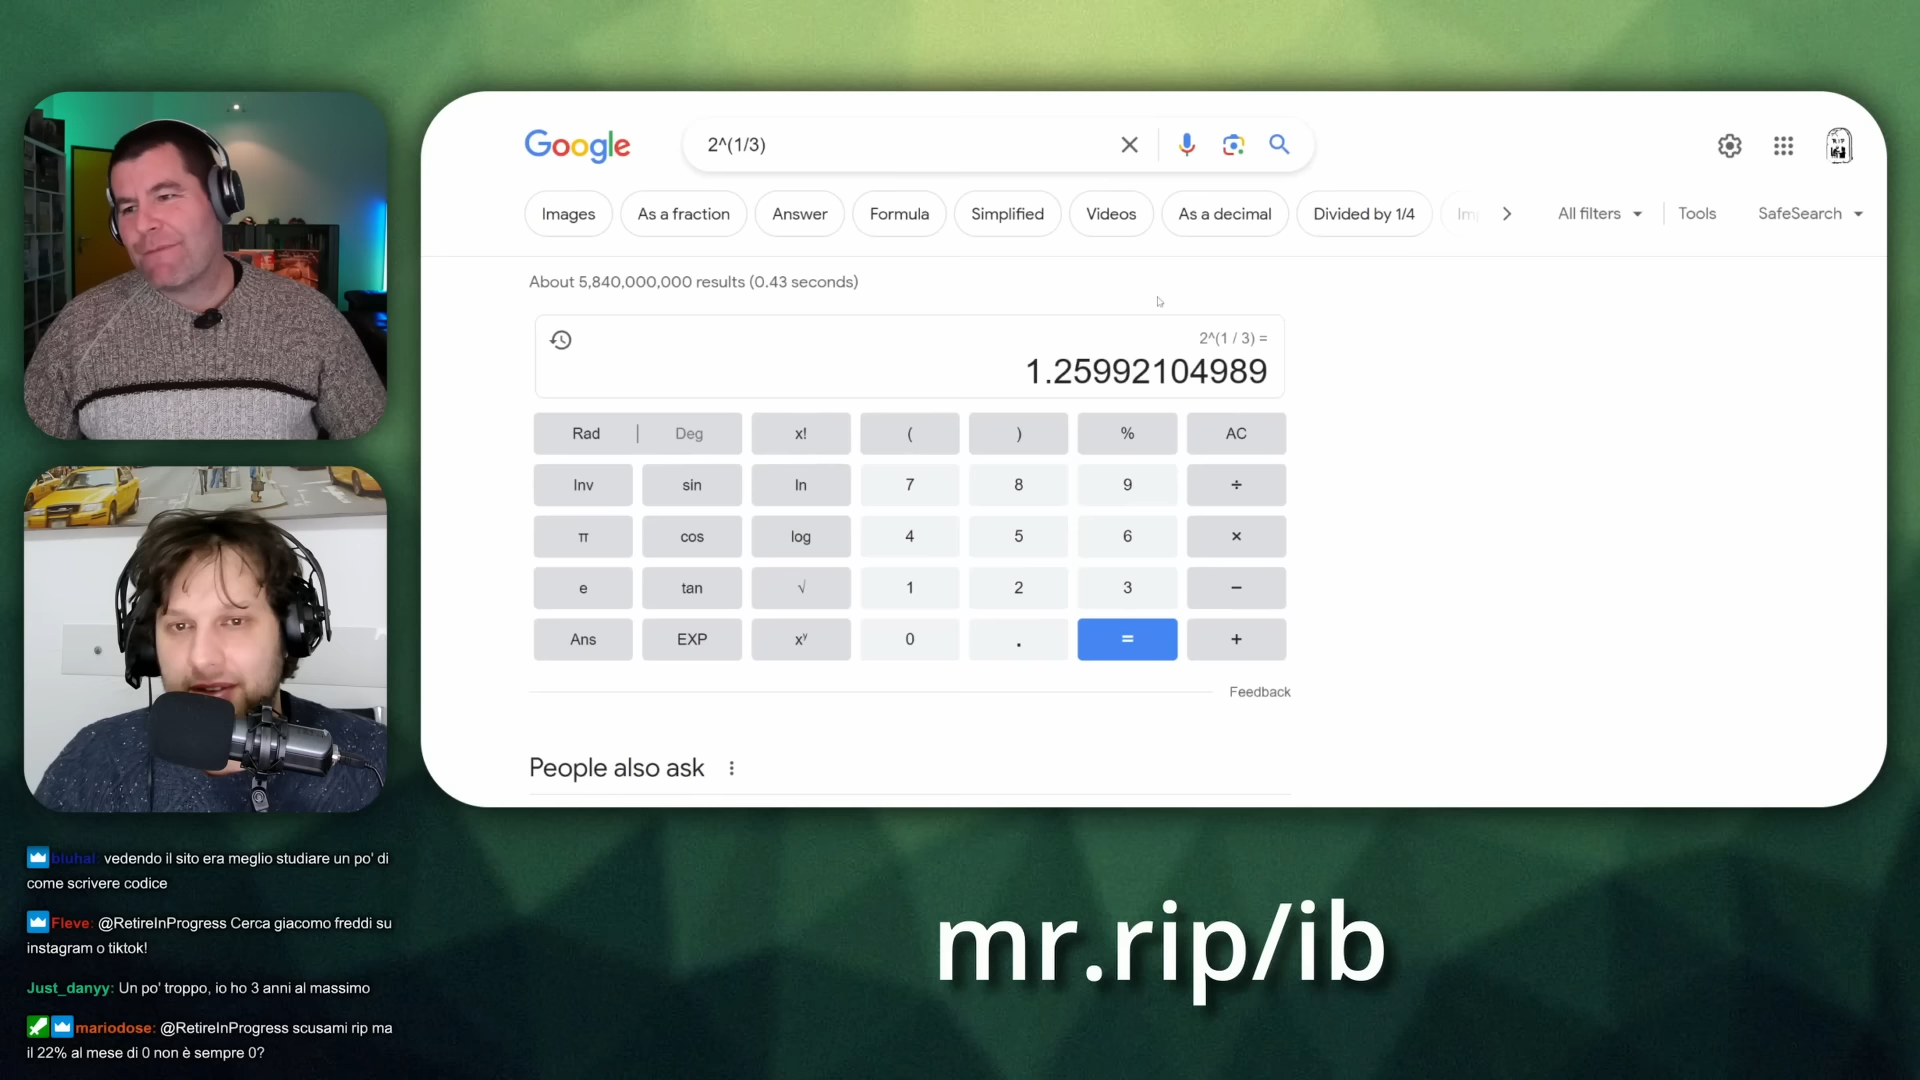 Google
2^(1/3)
Images
As a fraction
Answer
Formula
Simplified
Videos
As a decimal
Divided by 1/4
All filters
Tools
SafeSearch
About 5,840,000,000 results (0.43 seconds)
2^(1 / 3) =
1.25992104989
Rad | Deg x! ( ) % AC
Inv sin ln 7 8 9 ÷
π cos log 4 5 6 ×
e tan √ 1 2 3 −
Ans EXP xʸ 0 . = +
Feedback
People also ask
bluhal: vedendo il sito era meglio studiare un po' di
come scrivere codice
Fleve: @RetireInProgress Cerca giacomo freddi su
instagram o tiktok!
Just_danyy: Un po' troppo, io ho 3 anni al massimo
mariodose: @RetireInProgress scusami rip ma
il 22% al mese di 0 non è sempre 0?
mr.rip/ib